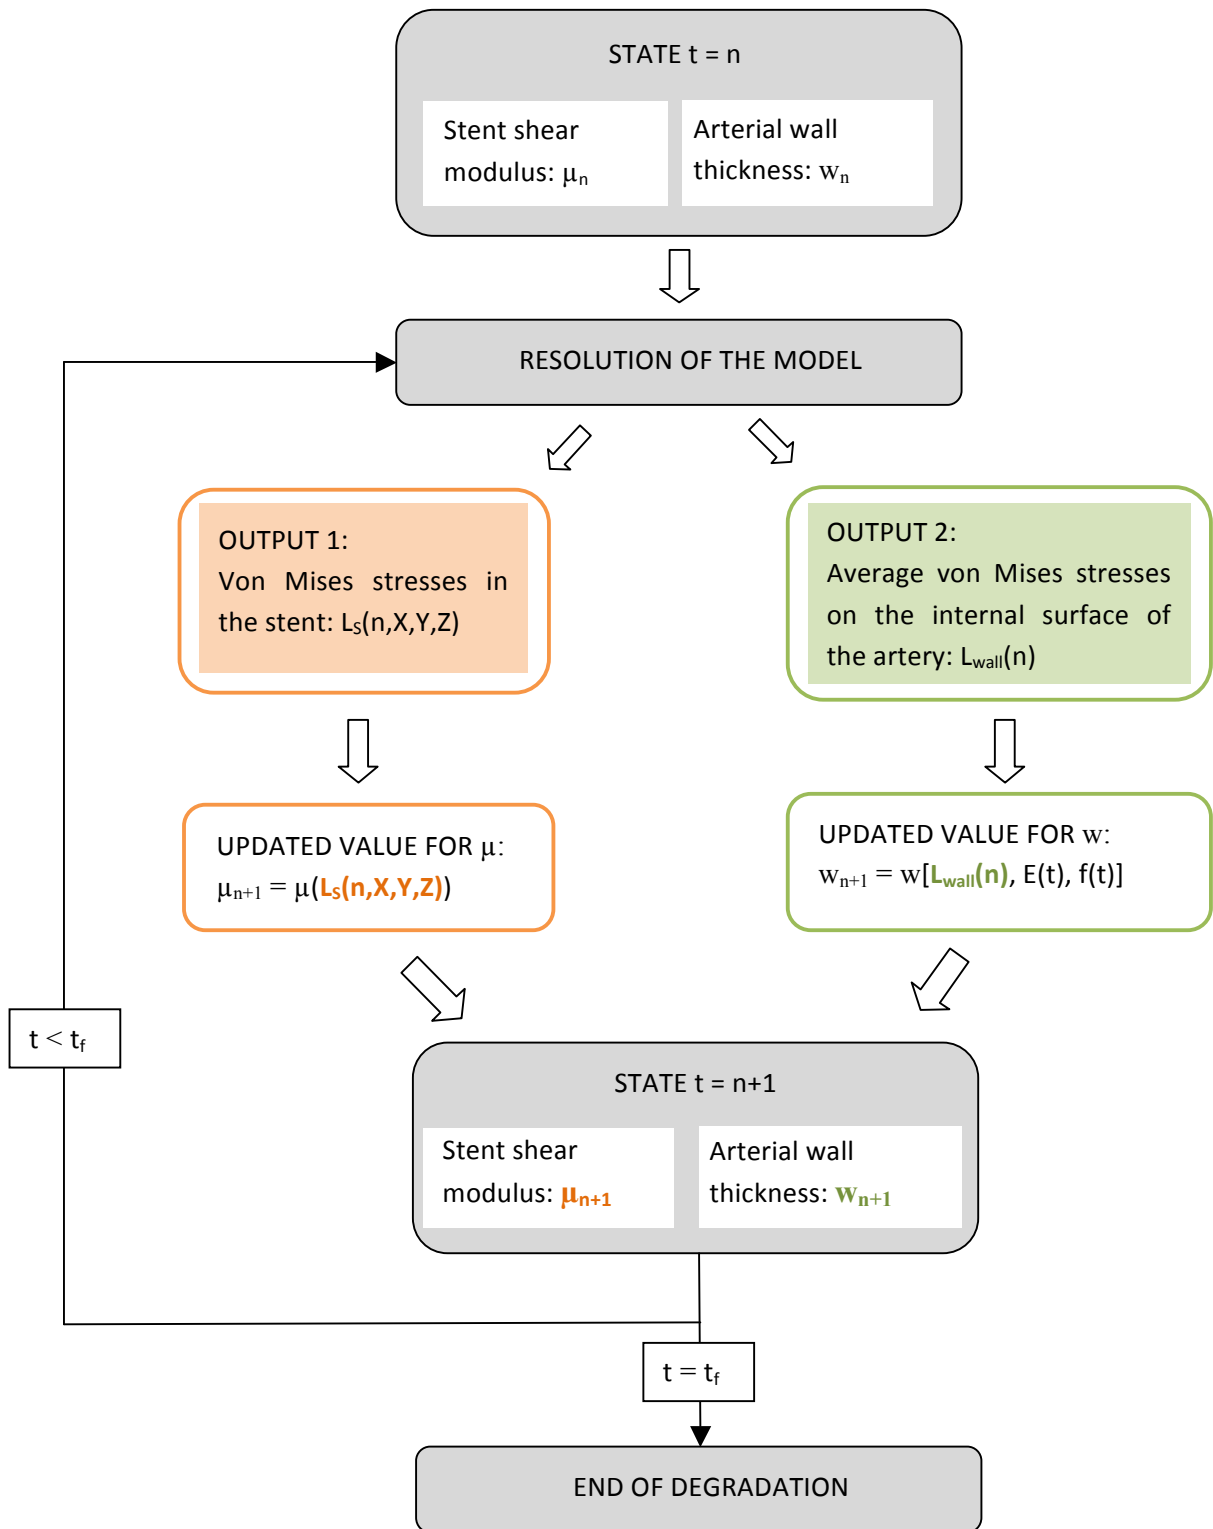 STATE t = n
Stent shear
modulus: μn
Arterial wall
thickness: wn
RESOLUTION OF THE MODEL
OUTPUT 1:
Von Mises stresses in
the stent: LS(n,X,Y,Z)
OUTPUT 2:
Average von Mises stresses
on the internal surface of
the artery: Lwall(n)
UPDATED VALUE FOR μ:
μn+1 = μ(LS(n,X,Y,Z))
UPDATED VALUE FOR w:
wn+1 = w[Lwall(n), E(t), f(t)]
t < tf
STATE t = n+1
Stent shear
modulus: μn+1
Arterial wall
thickness: wn+1
t = tf
END OF DEGRADATION